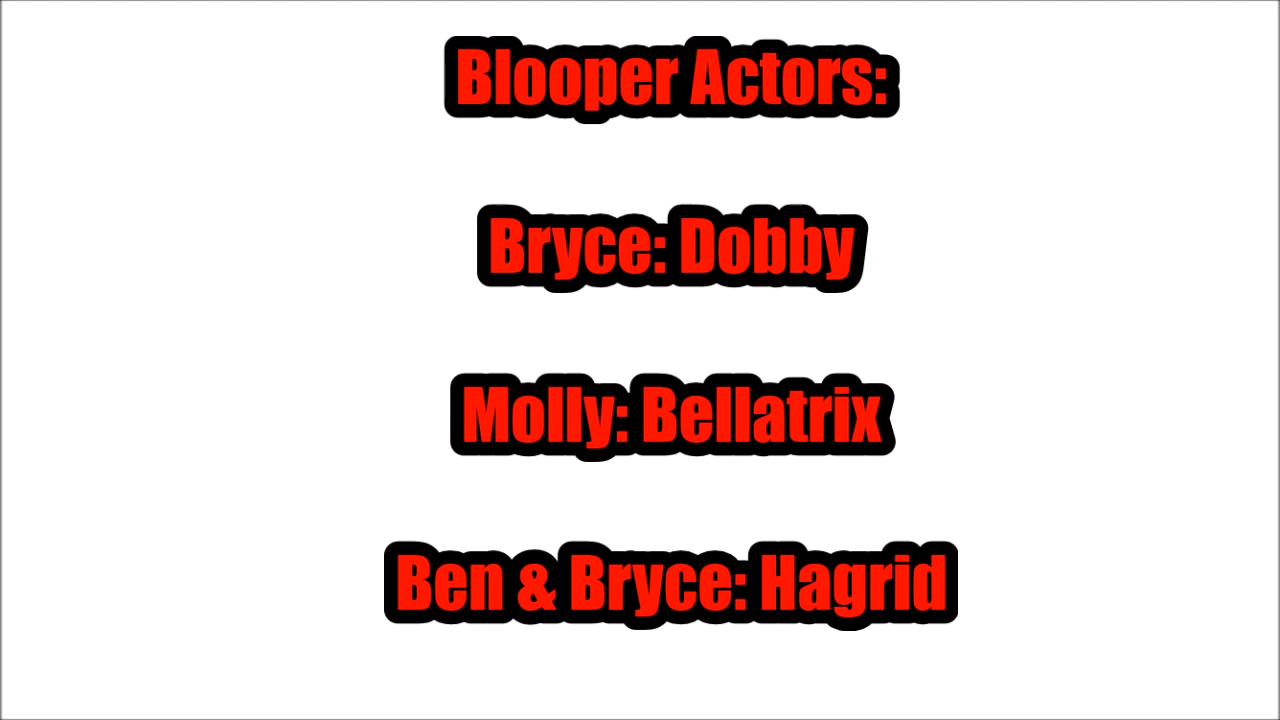 Blooper Actors:
Bryce: Dobby
Molly: Bellatrix
Ben & Bryce: Hagrid